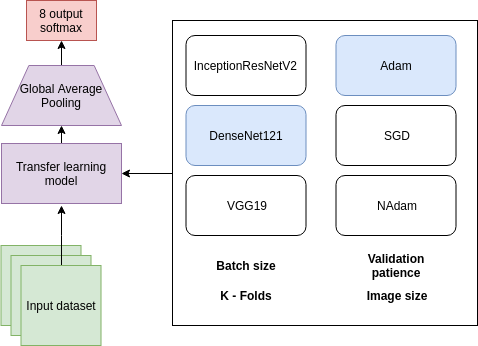 8 output
softmax
Global Average
Pooling
Transfer learning
model
Input dataset
InceptionResNetV2
Adam
DenseNet121
SGD
VGG19
NAdam
Batch size
Validation
patience
K - Folds
Image size